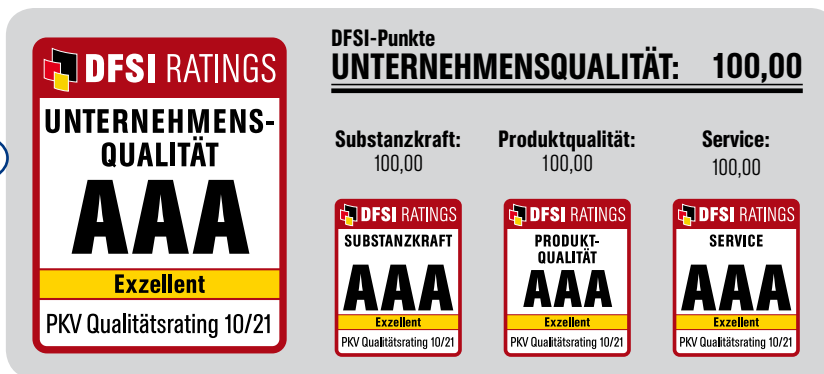 DFSI RATINGS
UNTERNEHMENS-
QUALITÄT
AAA
Exzellent
PKV Qualitätsrating 10/21
DFSI-Punkte
UNTERNEHMENSQUALITÄT: 100,00
Substanzkraft:
100,00
Produktqualität:
100,00
Service:
100,00
DFSI RATINGS
SUBSTANZKRAFT
AAA
Exzellent
PKV Qualitätsrating 10/21
DFSI RATINGS
PRODUKT-
QUALITÄT
AAA
Exzellent
PKV Qualitätsrating 10/21
DFSI RATINGS
SERVICE
AAA
Exzellent
PKV Qualitätsrating 10/21